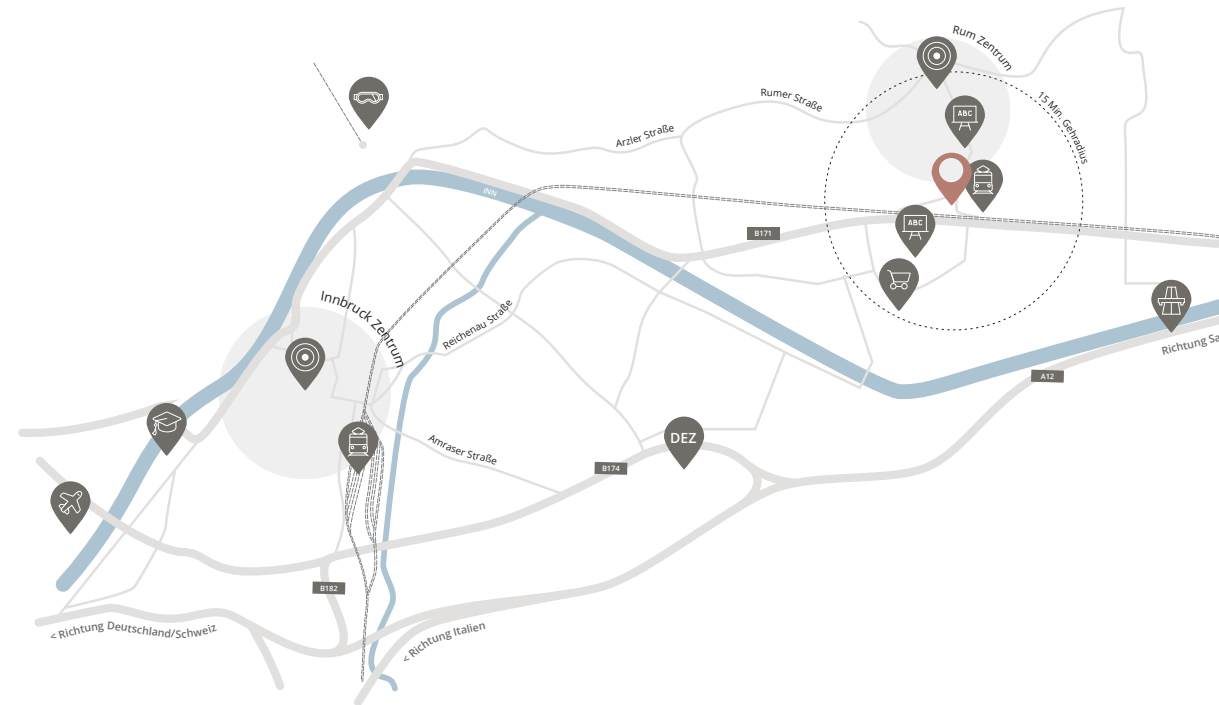 Rum Zentrum
15 Min. Gehradius
Rumer Straße
ABC
Arzler Straße
INN
B171
ABC
Innbruck Zentrum
Reichenau Straße
Richtung Sa
A12
DEZ
Amraser Straße
B174
B182
< Richtung Deutschland/Schweiz
< Richtung Italien